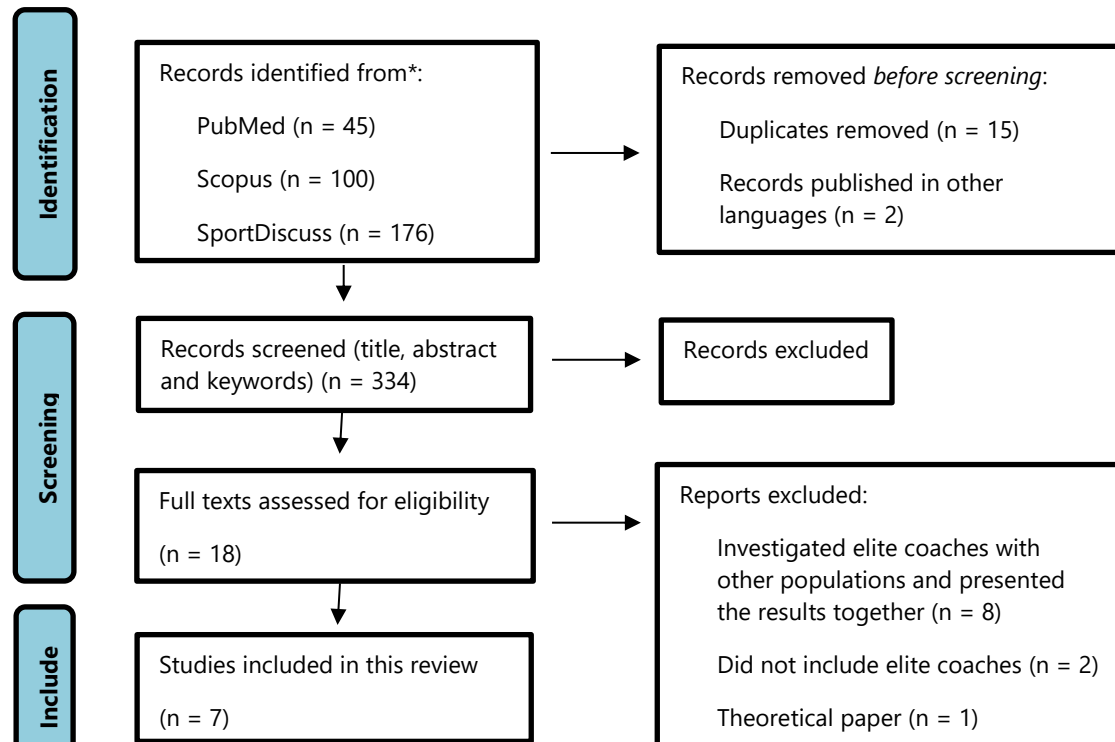 Identification
Records identified from*:
PubMed (n = 45)
Scopus (n = 100)
SportDiscuss (n = 176)
Records removed before screening:
Duplicates removed (n = 15)
Records published in other
languages (n = 2)
Screening
Records screened (title, abstract
and keywords) (n = 334)
Records excluded
Full texts assessed for eligibility
(n = 18)
Reports excluded:
Investigated elite coaches with
other populations and presented
the results together (n = 8)
Did not include elite coaches (n = 2)
Theoretical paper (n = 1)
Include
Studies included in this review
(n = 7)